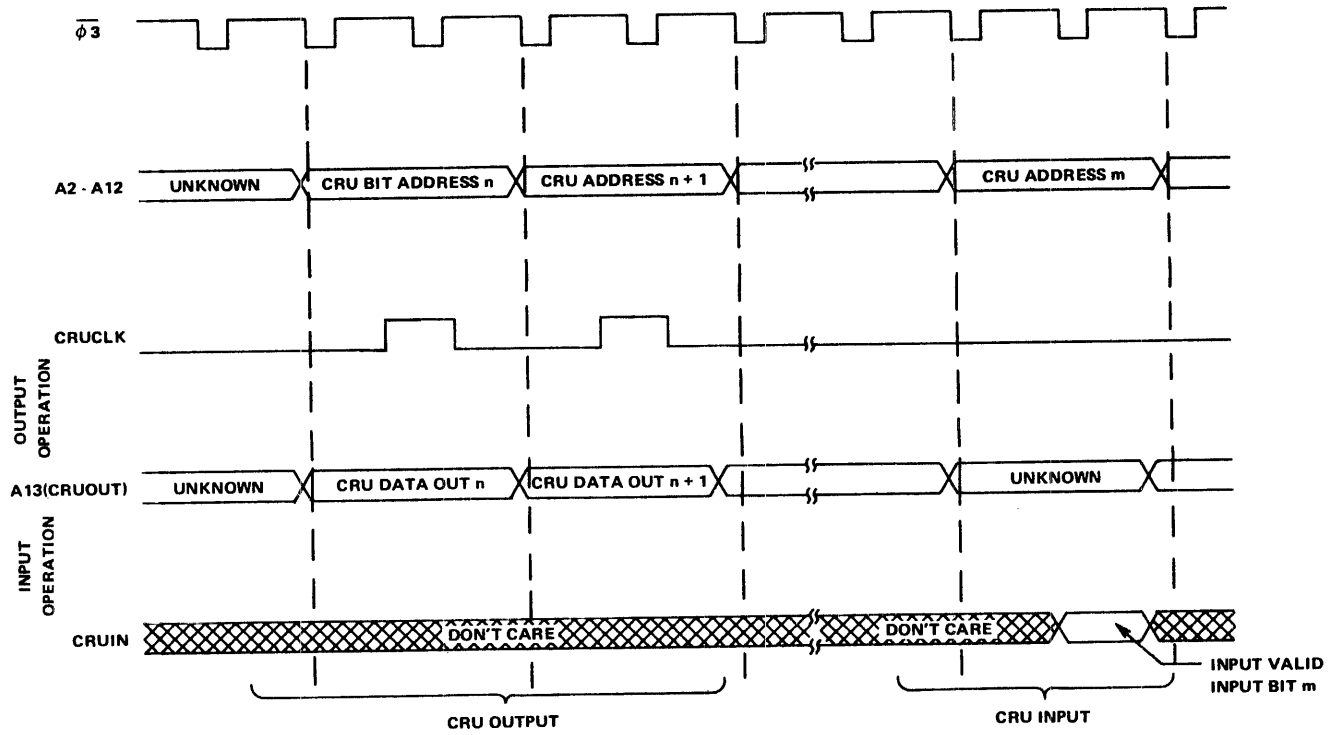 φ3
A2 - A12
UNKNOWN
CRU BIT ADDRESS n
CRU ADDRESS n + 1
CRU ADDRESS m
CRUCLK
OUTPUT
OPERATION
A13(CRUOUT)
UNKNOWN
CRU DATA OUT n
CRU DATA OUT n + 1
UNKNOWN
INPUT
OPERATION
CRUIN
DON'T CARE
DON'T CARE
INPUT VALID
INPUT BIT m
CRU OUTPUT
CRU INPUT